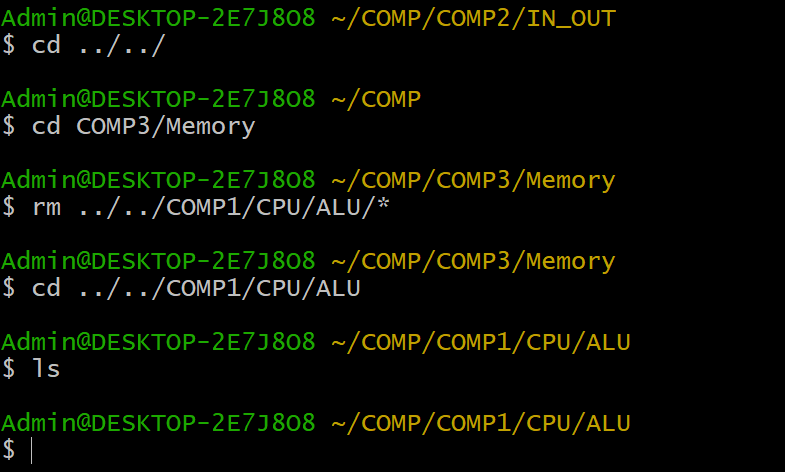 Admin@DESKTOP-2E7J8O8 ~/COMP/COMP2/IN_OUT
$ cd ../../
Admin@DESKTOP-2E7J8O8 ~/COMP
$ cd COMP3/Memory
Admin@DESKTOP-2E7J8O8 ~/COMP/COMP3/Memory
$ rm ../../COMP1/CPU/ALU/*
Admin@DESKTOP-2E7J8O8 ~/COMP/COMP3/Memory
$ cd ../../COMP1/CPU/ALU
Admin@DESKTOP-2E7J8O8 ~/COMP/COMP1/CPU/ALU
$ ls
Admin@DESKTOP-2E7J8O8 ~/COMP/COMP1/CPU/ALU
$